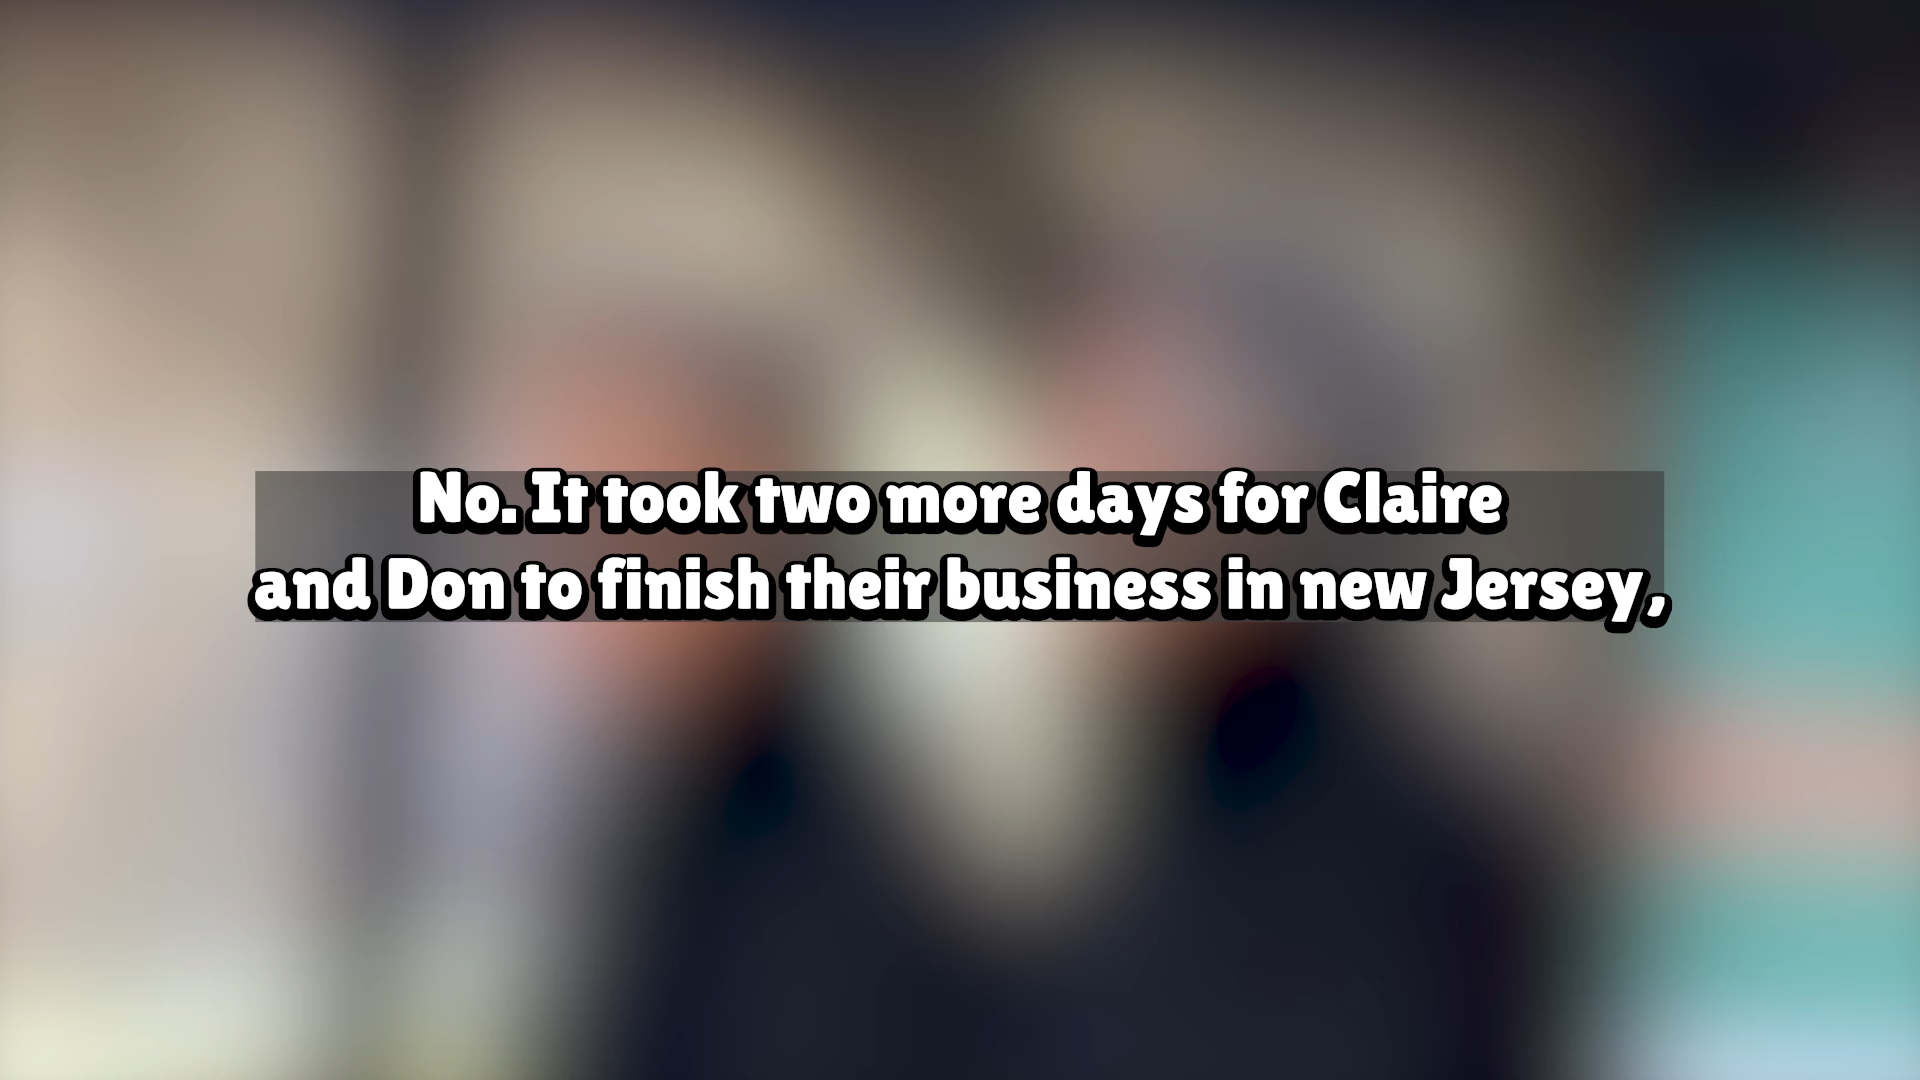 No. It took two more days for Claire
and Don to finish their business in new Jersey,